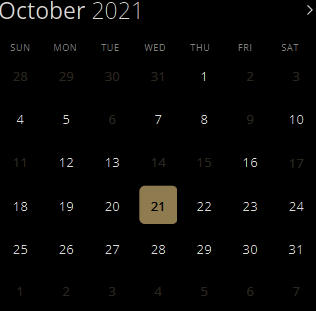 October 2021
SUN MON TUE WED THU FRI SAT
28 29 30 31 1 2 3
4 5 6 7 8 9 10
11 12 13 14 15 16 17
18 19 20 21 22 23 24
25 26 27 28 29 30 31
1 2 3 4 5 6 7